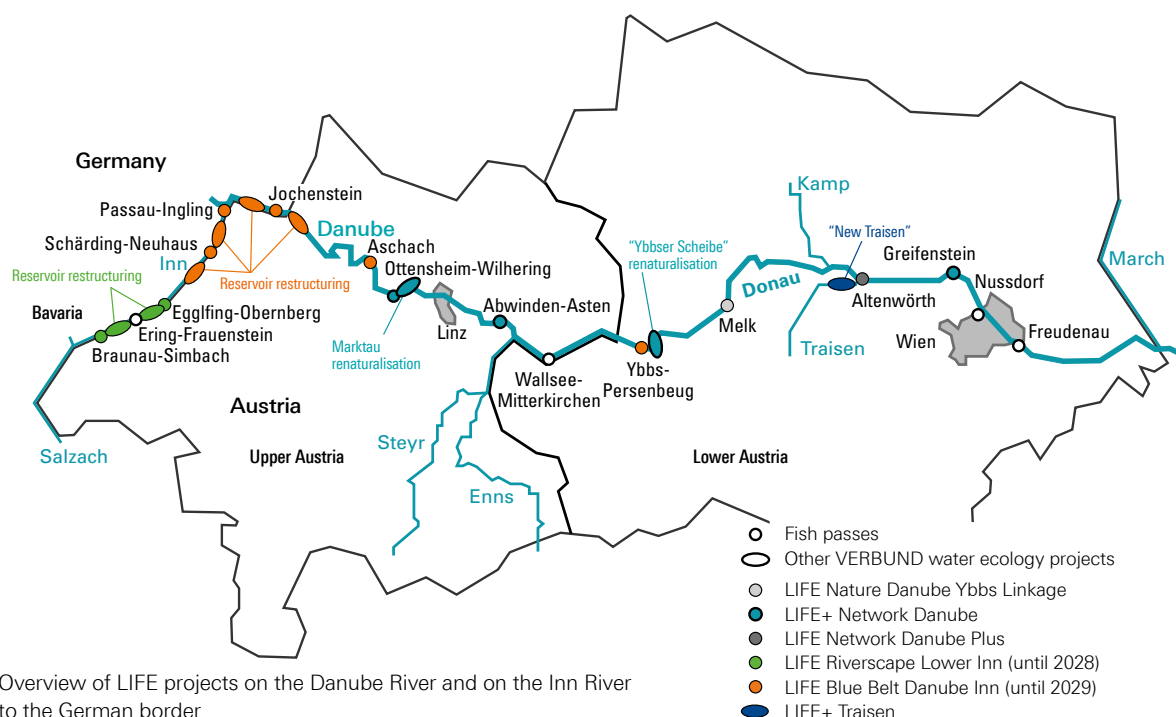 Germany
Jochenstein
Passau-Ingling
Kamp
Danube
Schärding-Neuhaus
Inn
"New Traisen"
Aschach
"Ybbser Scheibe"
renaturalisation
Greifenstein
March
Reservoir restructuring
Reservoir restructuring
Ottensheim-Wilhering
Nussdorf
Donau
Bavaria
Egglfing-Obernberg
Abwinden-Asten
Altenwörth
Ering-Frauenstein
Linz
Melk
Wien
Freudenau
Braunau-Simbach
Marktau
renaturalisation
Traisen
Wallsee-
Mitterkirchen
Ybbs-
Persenbeug
Austria
Steyr
Salzach
Upper Austria
Lower Austria
Enns
Fish passes
Other VERBUND water ecology projects
LIFE Nature Danube Ybbs Linkage
LIFE+ Network Danube
LIFE Network Danube Plus
LIFE Riverscape Lower Inn (until 2028)
LIFE Blue Belt Danube Inn (until 2029)
LIFE+ Traisen
Overview of LIFE projects on the Danube River and on the Inn River
to the German border